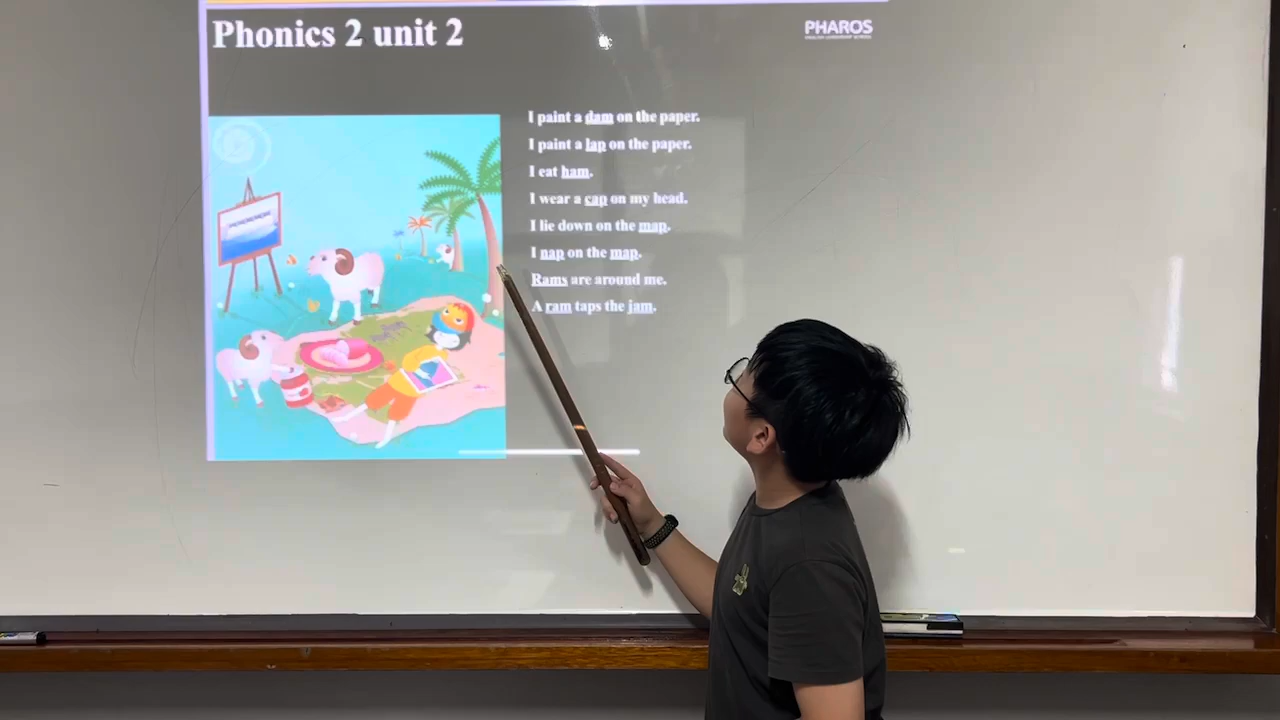 Phonics 2 unit 2
PHAROS
I paint a dam on the paper.
I paint a lap on the paper.
I eat ham.
I wear a cap on my head.
I lie down on the map.
I nap on the map.
Rams are around me.
A ram taps the jam.